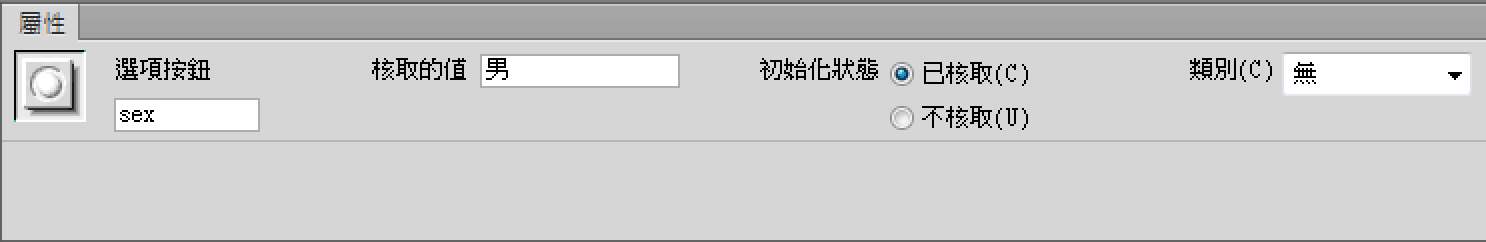 屬性
選項按鈕 核取的值 男 初始化狀態 已核取(C) 類別(C) 無
sex 不核取(U)